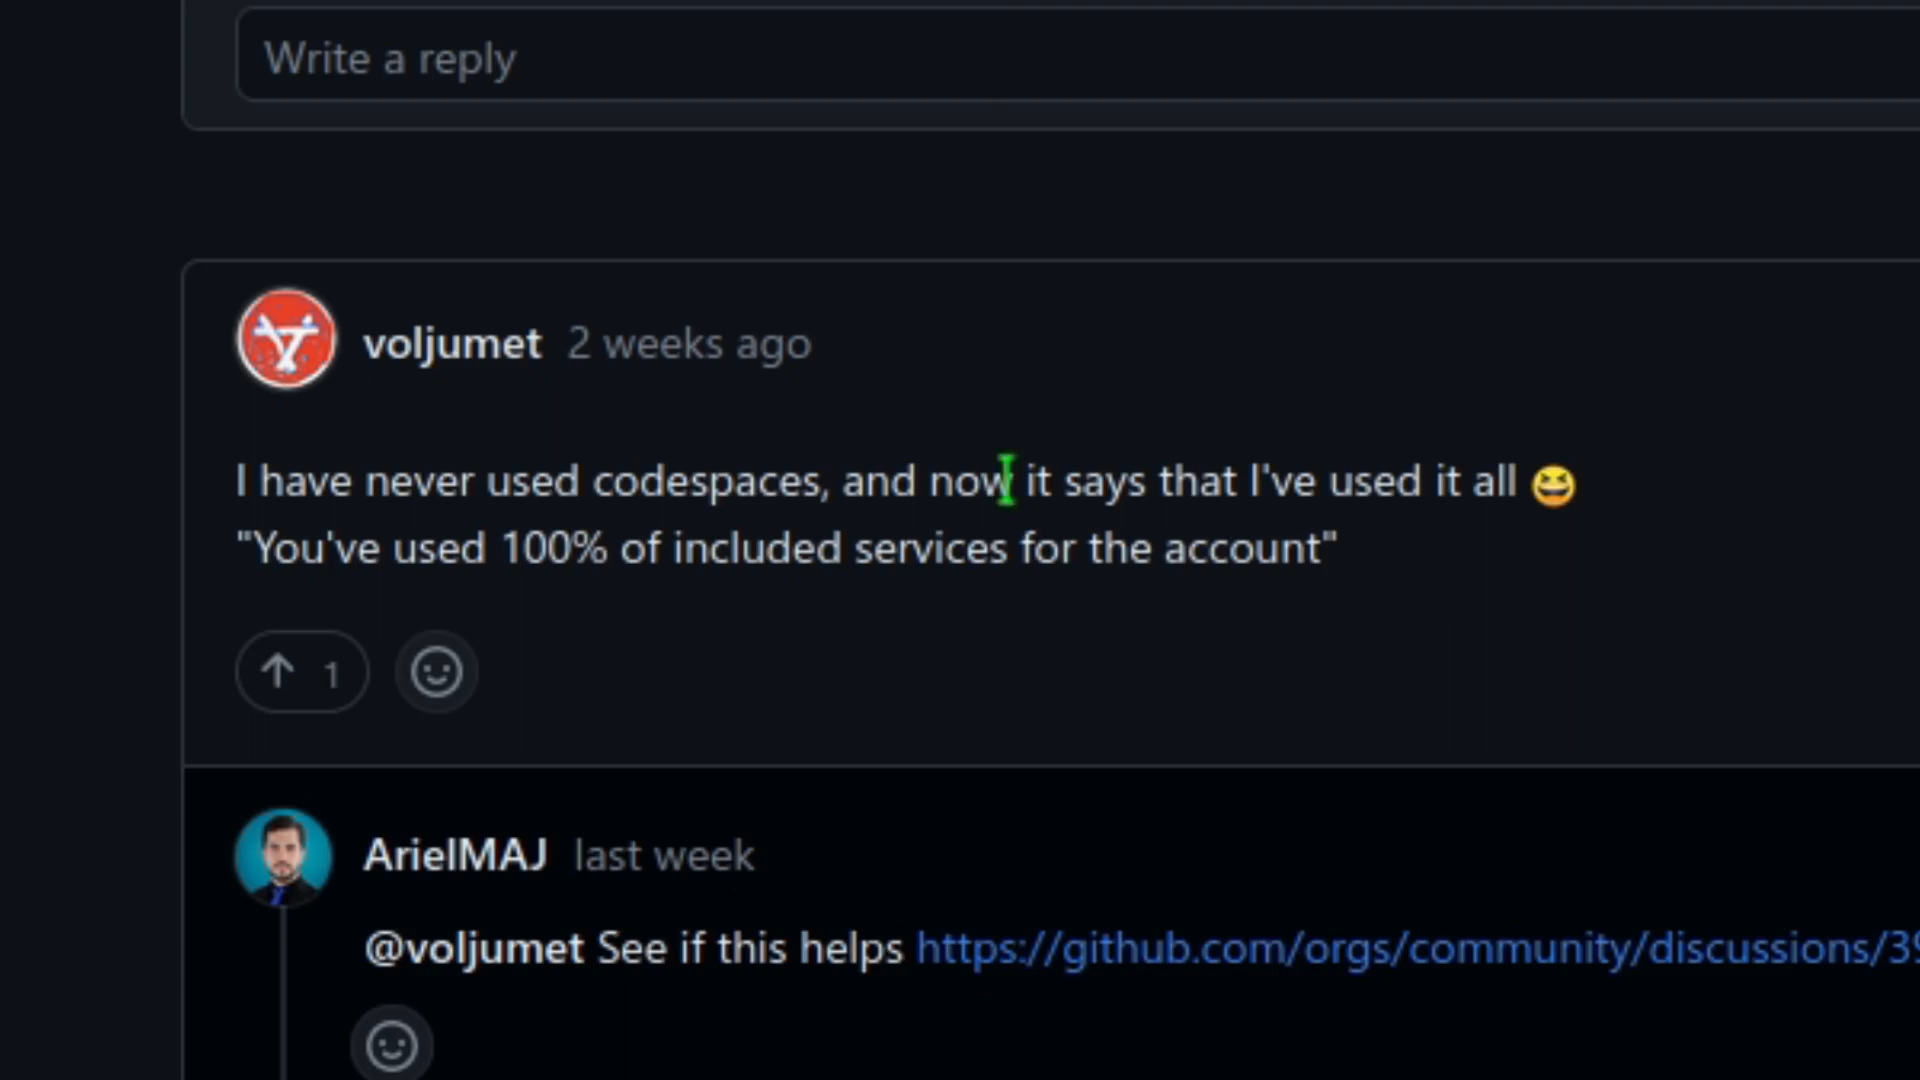 Write a reply
voljumet 2 weeks ago
I have never used codespaces, and now it says that I've used it all 😆
"You've used 100% of included services for the account"
↑ 1
ArielMAJ last week
@voljumet See if this helps https://github.com/orgs/community/discussions/39